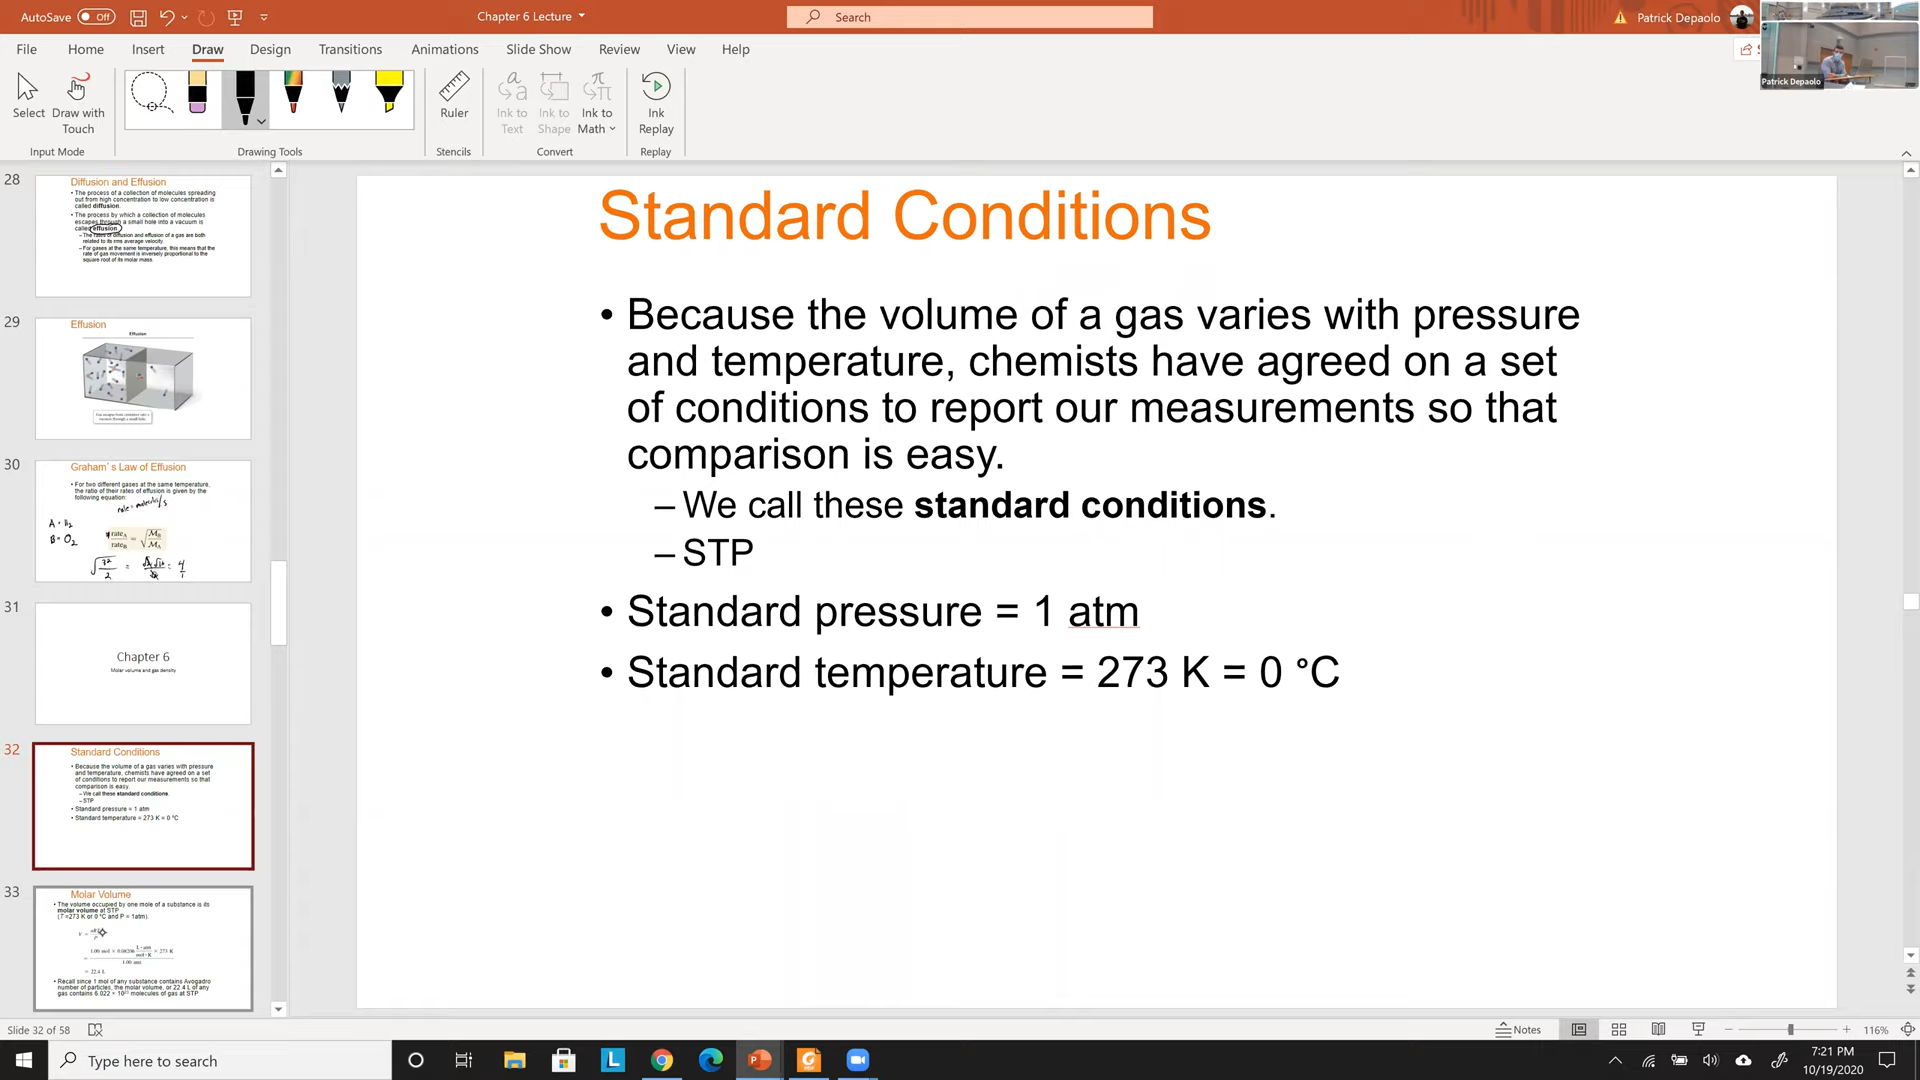 AutoSave Off
Chapter 6 Lecture
Search
Patrick Depaolo
File Home Insert Draw Design Transitions Animations Slide Show Review View Help
Patrick Depaolo
Select
Draw with Touch
Ruler
Ink to Text
Ink to Shape
Ink to Math
Ink Replay
Input Mode
Drawing Tools
Stencils
Convert
Replay
28
Diffusion and Effusion
• The process of a collection of molecules spreading
out from high concentration to low concentration is
called diffusion.
• The process by which a collection of molecules
escapes through a small hole into a vacuum is
called effusion.
– The rates of diffusion and effusion of a gas are both
related to its rms average velocity.
– For gases at the same temperature, this means that the
rate of gas movement is inversely proportional to the
square root of its molar mass.
29
Effusion
Effusion
30
Graham's Law of Effusion
• For two different gases at the same temperature,
the ratio of their rates of effusion is given by the
following equation:
rate = molecules/s
A = H2
B = O2
31
Chapter 6
Molar volume and gas density
32
Standard Conditions
• Because the volume of a gas varies with pressure
and temperature, chemists have agreed on a set
of conditions to report our measurements so that
comparison is easy.
– We call these standard conditions.
– STP
• Standard pressure = 1 atm
• Standard temperature = 273 K = 0 °C
33
Molar Volume
• The volume occupied by one mole of a substance is its
molar volume at STP
(T =273 K or 0 °C and P = 1atm).
= 22.4 L
• Recall since 1 mol of any substance contains Avogadro
number of particles, the molar volume, or 22.4 L of any
gas contains 6.022 × 10²³ molecules of gas at STP
Standard Conditions
• Because the volume of a gas varies with pressure
and temperature, chemists have agreed on a set
of conditions to report our measurements so that
comparison is easy.
– We call these standard conditions.
– STP
• Standard pressure = 1 atm
• Standard temperature = 273 K = 0 °C
Slide 32 of 58
Notes
116%
Type here to search
7:21 PM
10/19/2020